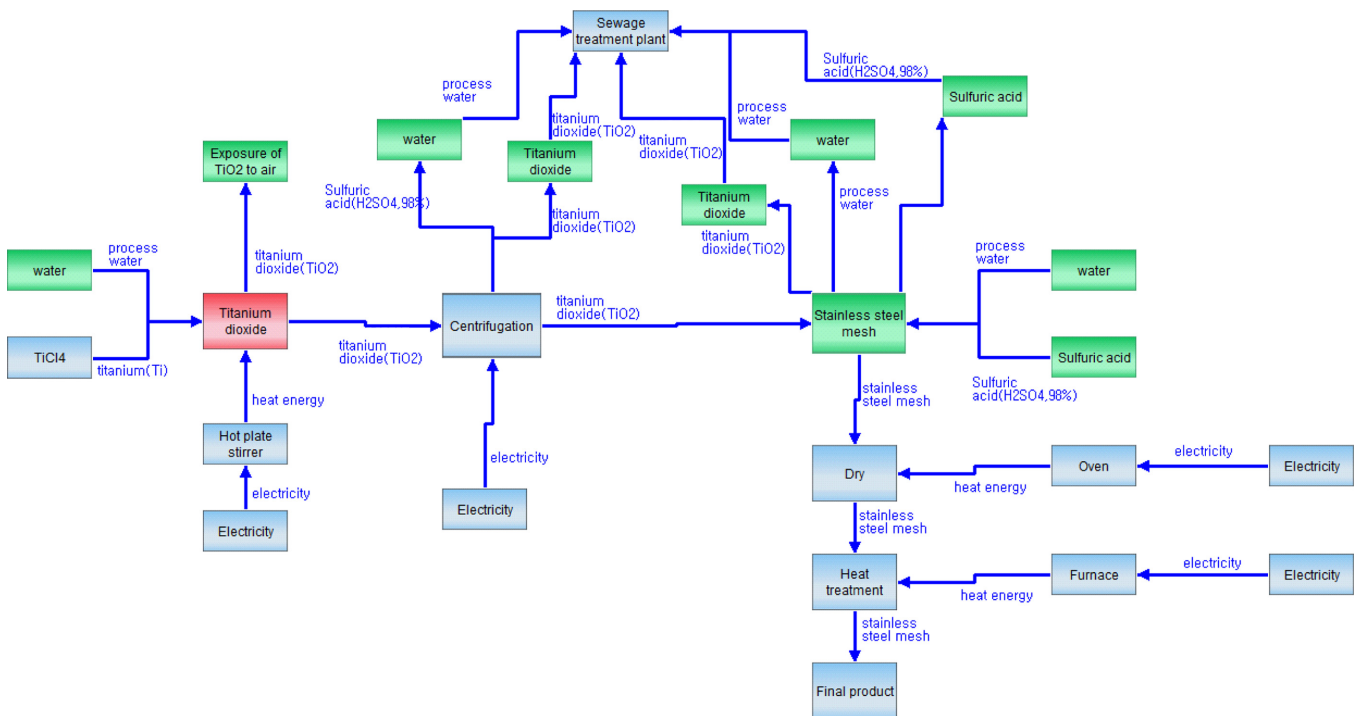 Sewage
treatment plant
Sulfuric
acid(H2SO4,98%)
process
water
Sulfuric acid
process
water
titanium
dioxide(TiO2)
titanium
dioxide(TiO2)
water
water
Exposure of
TiO2 to air
Titanium
dioxide
Sulfuric
acid(H2SO4,98%)
Titanium
dioxide
process
water
titanium
dioxide(TiO2)
titanium
dioxide(TiO2)
process
water
titanium
dioxide(TiO2)
process
water
water
water
titanium
dioxide(TiO2)
Titanium
dioxide
Centrifugation
Stainless steel
mesh
TiCl4
titanium(Ti)
titanium
dioxide(TiO2)
Sulfuric acid
Sulfuric
acid(H2SO4,98%)
heat energy
stainless
steel mesh
Hot plate
stirrer
electricity
electricity
Dry
heat energy
Oven
electricity
Electricity
Electricity
Electricity
stainless
steel mesh
Heat
treatment
heat energy
Furnace
electricity
Electricity
stainless
steel mesh
Final product